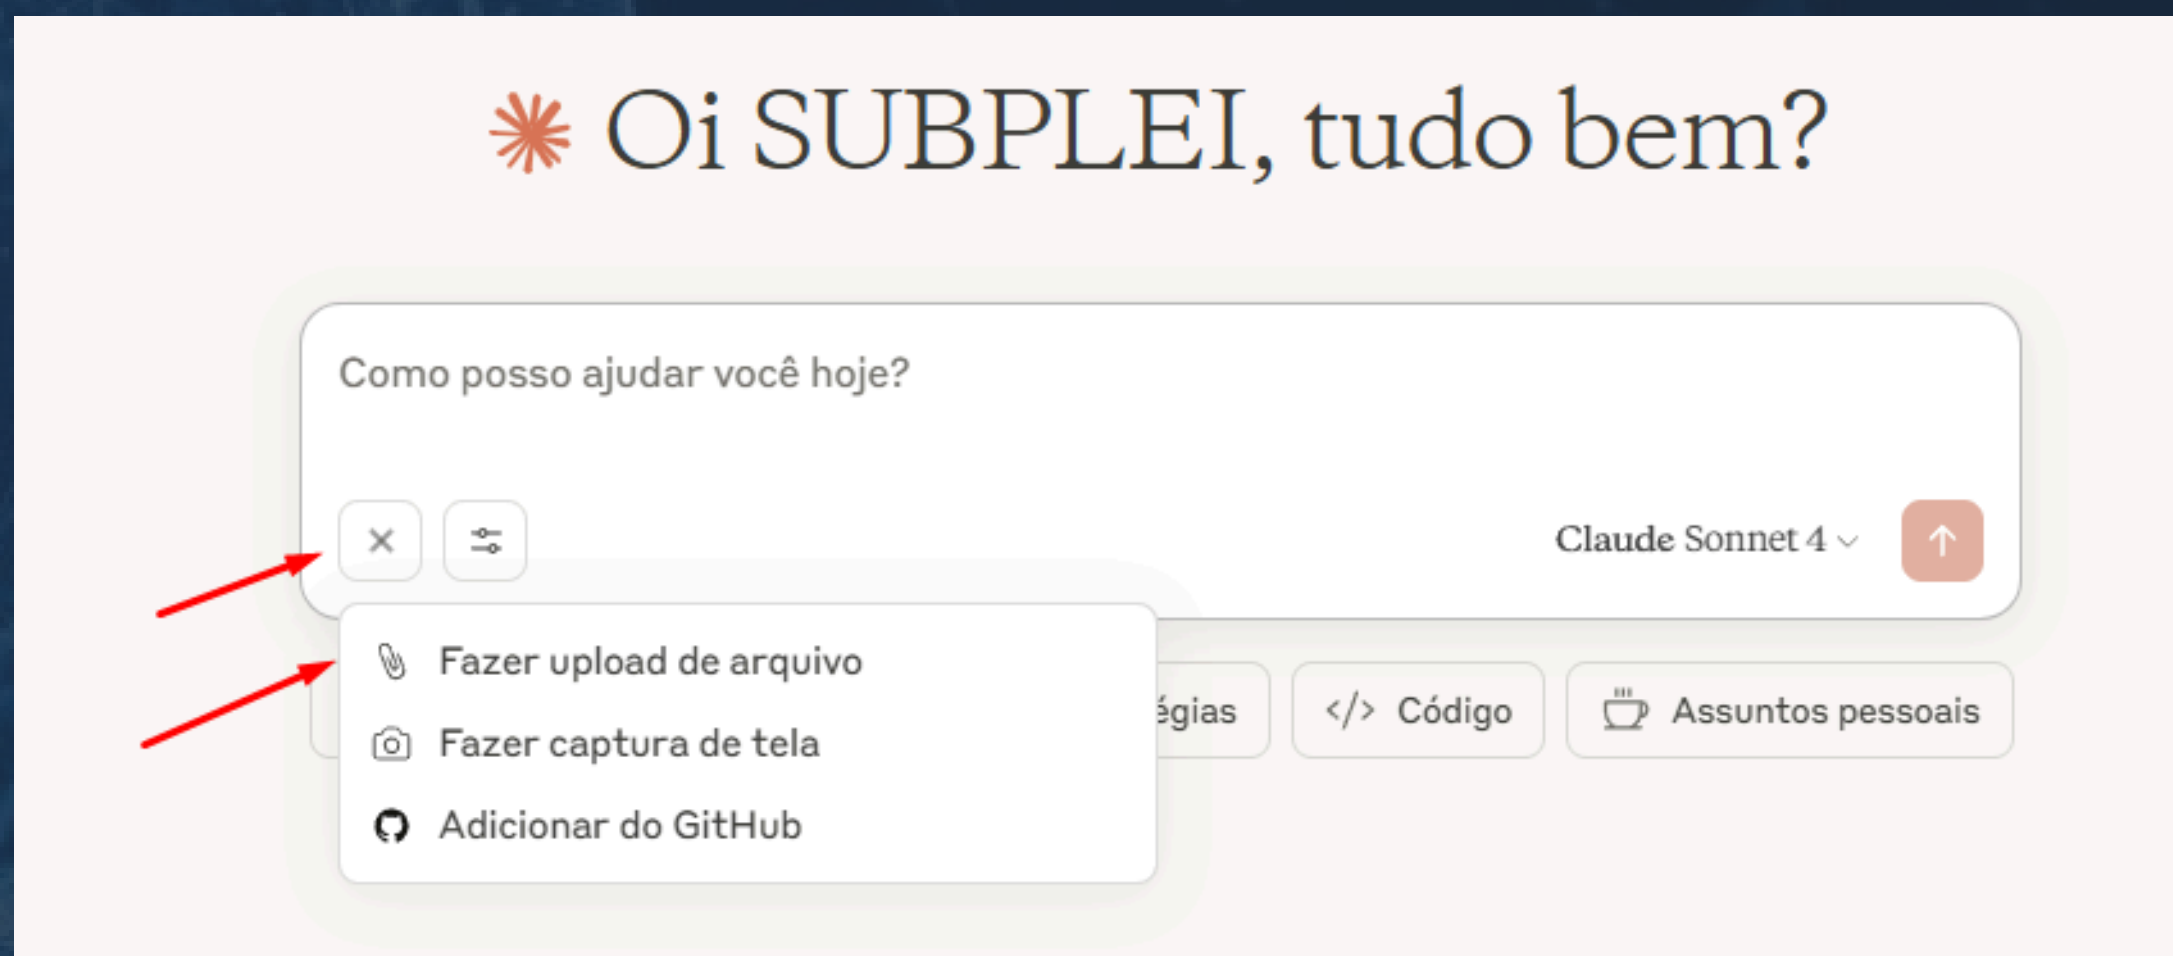 Oi SUBPLEI, tudo bem?
Como posso ajudar você hoje?
Claude Sonnet 4
Fazer upload de arquivo
Fazer captura de tela
Adicionar do GitHub
égias
</> Código
Assuntos pessoais